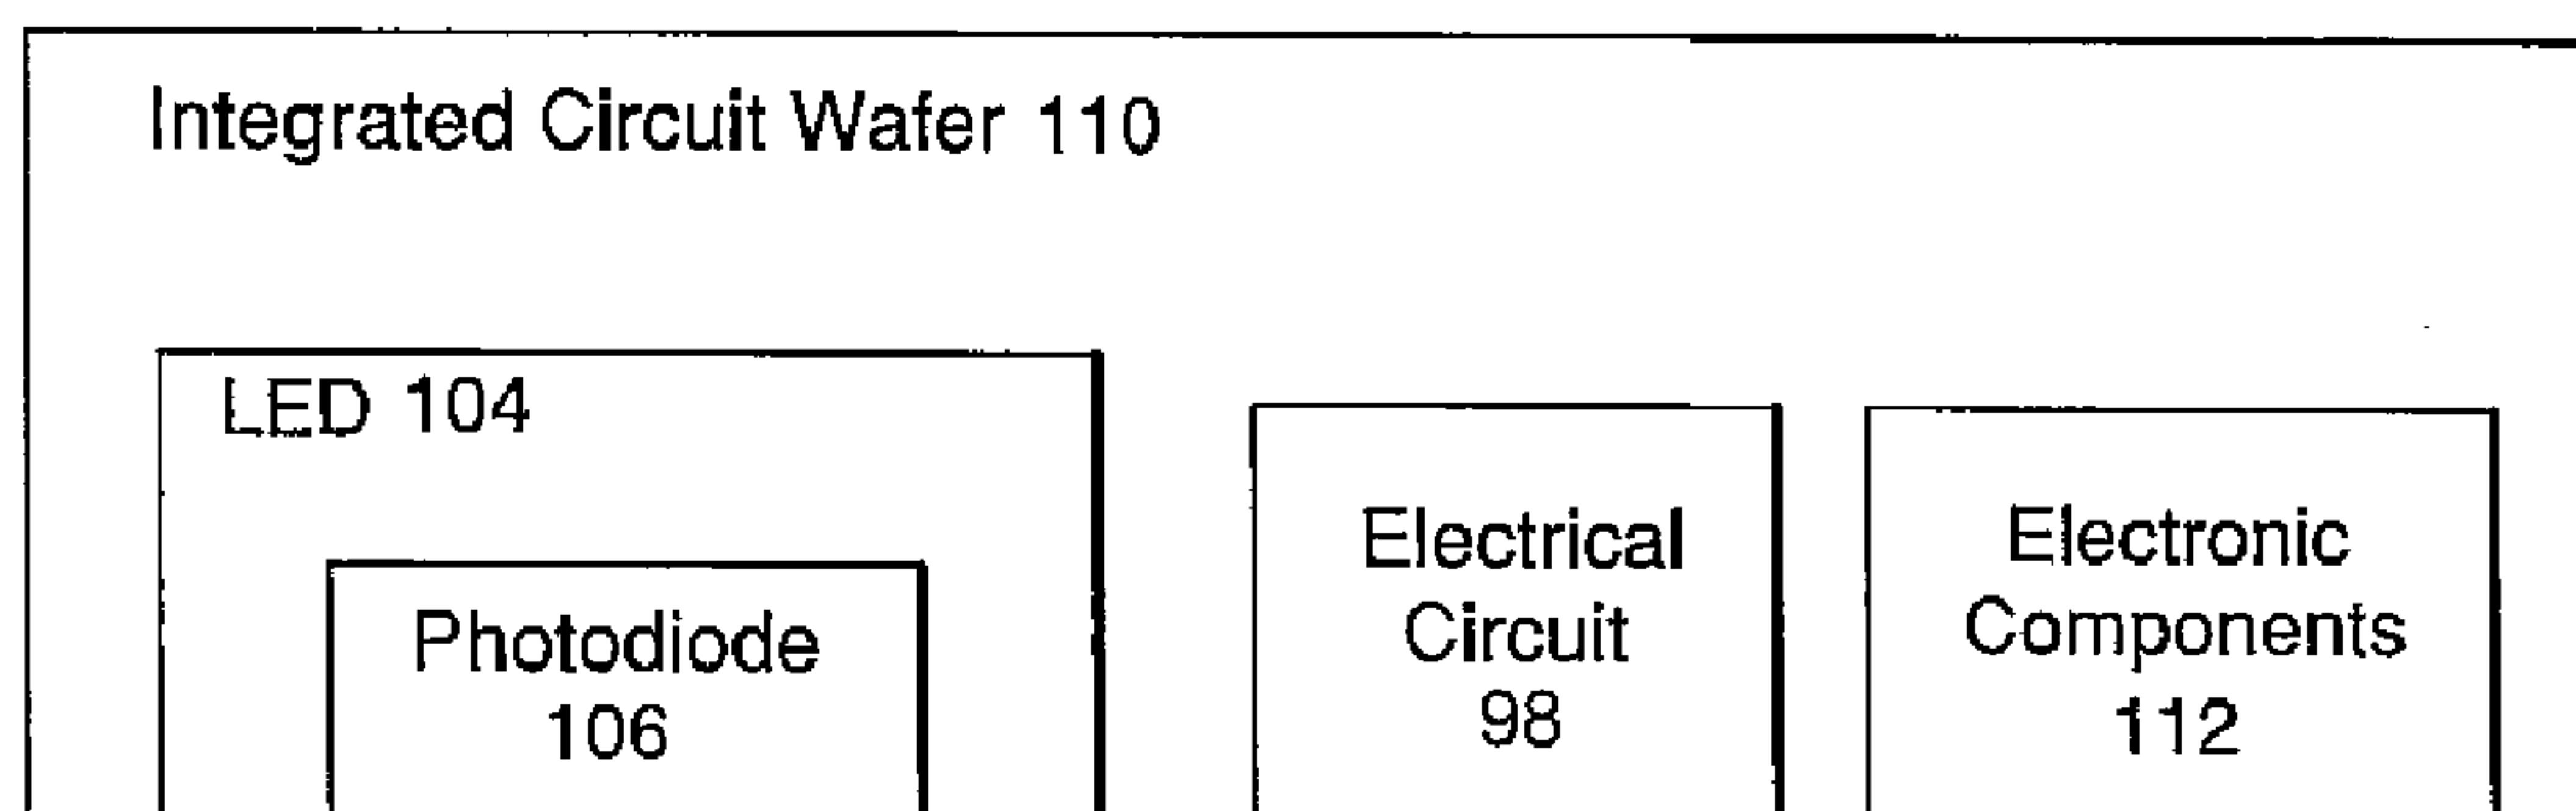 Integrated Circuit Wafer 110
LED 104
Photodiode
106
Electrical
Circuit
98
Electronic
Components
112